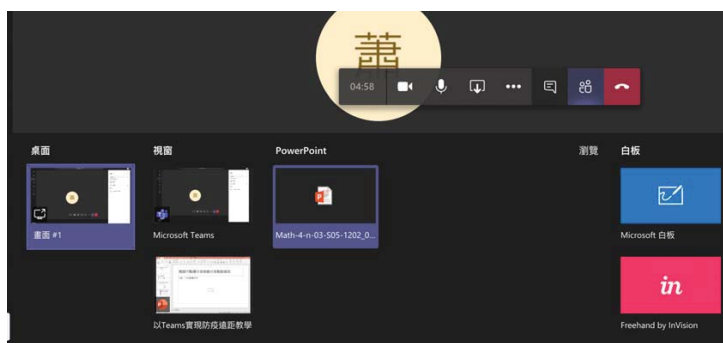 蕭
04:58
桌面
視窗
PowerPoint
瀏覽
白板
畫面 #1
Microsoft Teams
Math-4-n-03-S05-1202_0...
Microsoft 白板
in
以Teams實現防疫遠距教學
Freehand by InVision